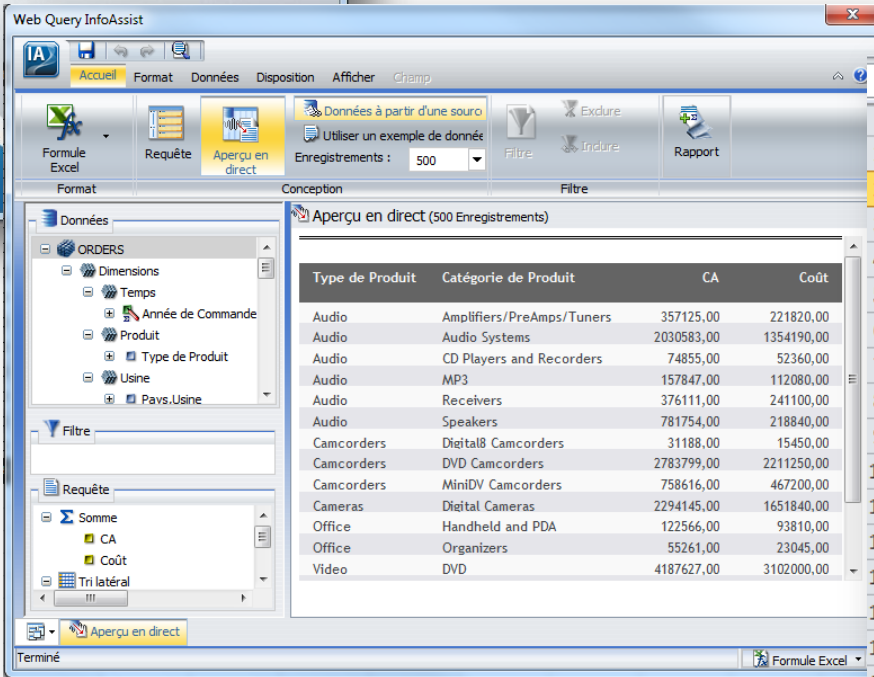 Web Query InfoAssist
IA
Accueil Format Données Disposition Afficher Champ
Formule Excel
Requête
Aperçu en direct
Données à partir d'une sourc
Utiliser un exemple de donnée
Enregistrements : 500
Filtre
Exclure
Inclure
Rapport
Format Conception Filtre
Données
ORDERS
Dimensions
Temps
Année de Commande
Produit
Type de Produit
Usine
Pays.Usine
Filtre
Requête
Somme
CA
Coût
Tri latéral
Aperçu en direct (500 Enregistrements)
Type de Produit Catégorie de Produit CA Coût
Audio Amplifiers/PreAmps/Tuners 357125,00 221820,00
Audio Audio Systems 2030583,00 1354190,00
Audio CD Players and Recorders 74855,00 52360,00
Audio MP3 157847,00 112080,00
Audio Receivers 376111,00 241100,00
Audio Speakers 781754,00 218840,00
Camcorders Digital8 Camcorders 31188,00 15450,00
Camcorders DVD Camcorders 2783799,00 2211250,00
Camcorders MiniDV Camcorders 758616,00 467200,00
Cameras Digital Cameras 2294145,00 1651840,00
Office Handheld and PDA 122566,00 93810,00
Office Organizers 55261,00 23045,00
Video DVD 4187627,00 3102000,00
Aperçu en direct
Terminé
Formule Excel